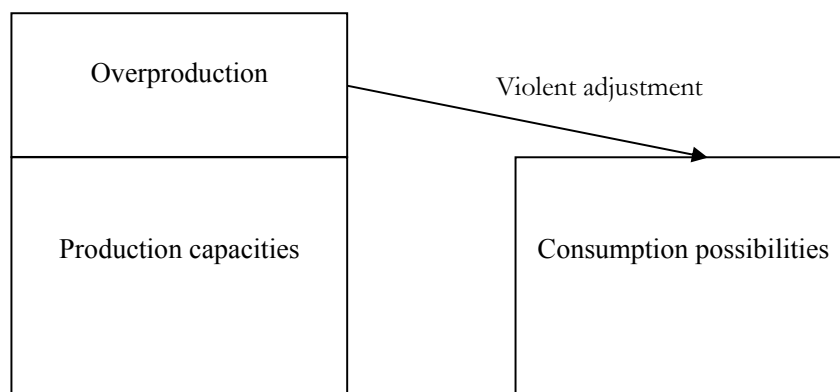 Overproduction
Violent adjustment
Production capacities
Consumption possibilities